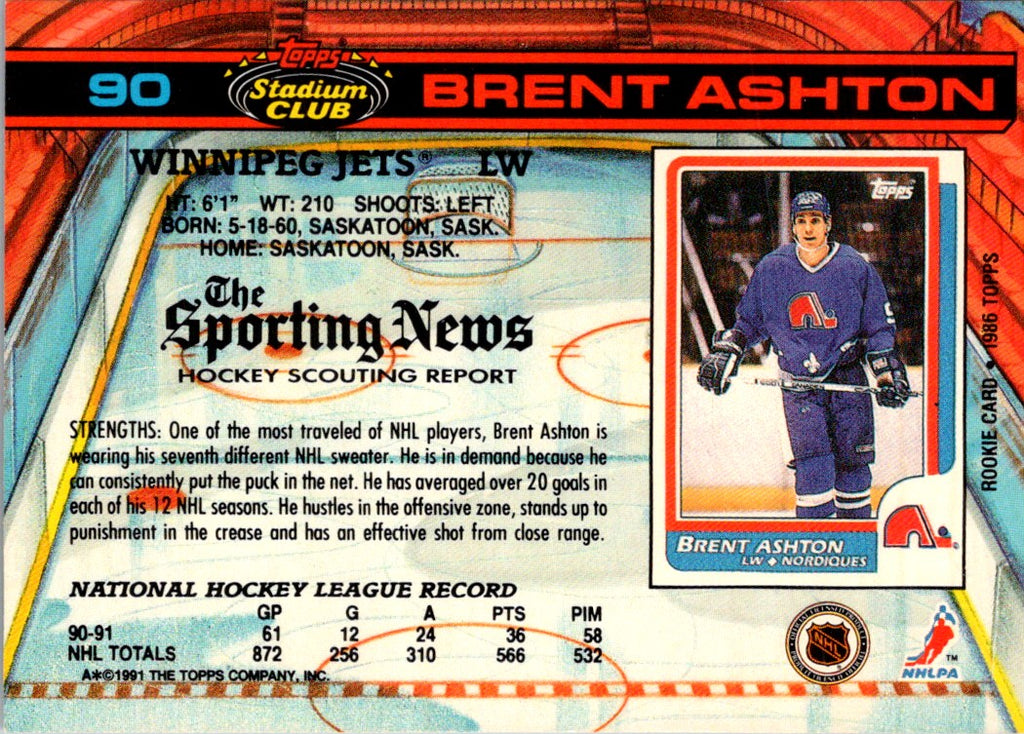 90
topps
Stadium
CLUB
BRENT ASHTON
WINNIPEG JETS® LW
HT: 6'1" WT: 210 SHOOTS: LEFT
BORN: 5-18-60, SASKATOON, SASK.
HOME: SASKATOON, SASK.
The
Sporting News
HOCKEY SCOUTING REPORT
STRENGTHS: One of the most traveled of NHL players, Brent Ashton is
wearing his seventh different NHL sweater. He is in demand because he
can consistently put the puck in the net. He has averaged over 20 goals in
each of his 12 NHL seasons. He hustles in the offensive zone, stands up to
punishment in the crease and has an effective shot from close range.
topps
BRENT ASHTON
LW ♦ NORDIQUES
ROOKIE CARD • 1986 TOPPS
NATIONAL HOCKEY LEAGUE RECORD
GP G A PTS PIM
90-91 61 12 24 36 58
NHL TOTALS 872 256 310 566 532
A*©1991 THE TOPPS COMPANY, INC.
NHL
NHLPA ™